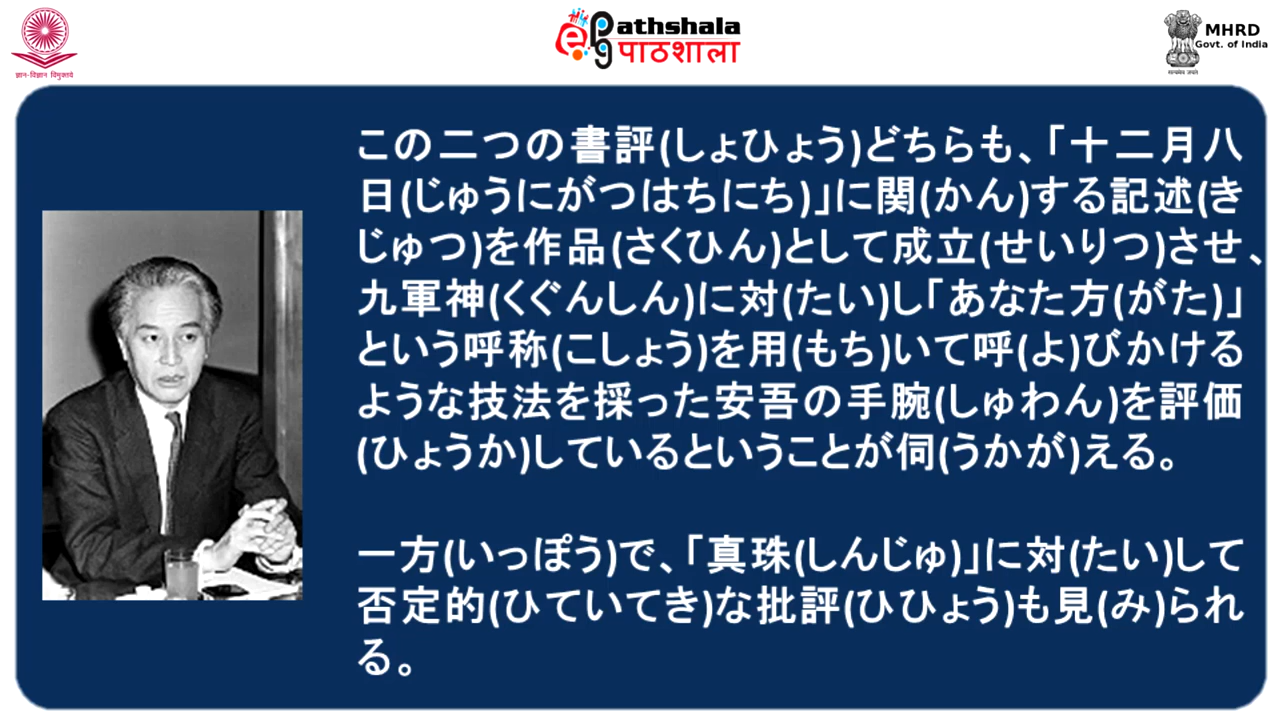 ज्ञान-विज्ञान विमुक्तये
ePg Pathshala
पाठशाला
सत्यमेव जयते
MHRD
Govt. of India
この二つの書評(しょひょう)どちらも、「十二月八
日(じゅうにがつはちにち)」に関(かん)する記述(き
じゅつ)を作品(さくひん)として成立(せいりつ)させ、
九軍神(くぐんしん)に対(たい)し「あなた方(がた)」
という呼称(こしょう)を用(もち)いて呼(よ)びかける
ような技法を採った安吾の手腕(しゅわん)を評価
(ひょうか)しているということが伺(うかが)える。
一方(いっぽう)で、「真珠(しんじゅ)」に対(たい)して
否定的(ひていてき)な批評(ひひょう)も見(み)られ
る。